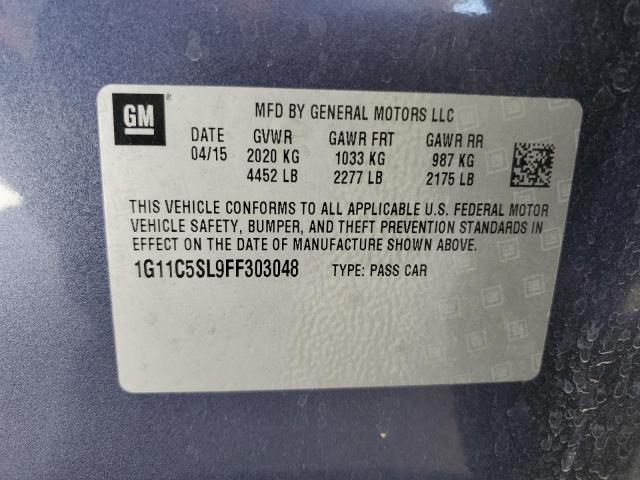 GM
MFD BY GENERAL MOTORS LLC
DATE GVWR GAWR FRT GAWR RR
04/15 2020 KG 1033 KG 987 KG
4452 LB 2277 LB 2175 LB
THIS VEHICLE CONFORMS TO ALL APPLICABLE U.S. FEDERAL MOTOR
VEHICLE SAFETY, BUMPER, AND THEFT PREVENTION STANDARDS IN
EFFECT ON THE DATE OF MANUFACTURE SHOWN ABOVE.
1G11C5SL9FF303048 TYPE: PASS CAR